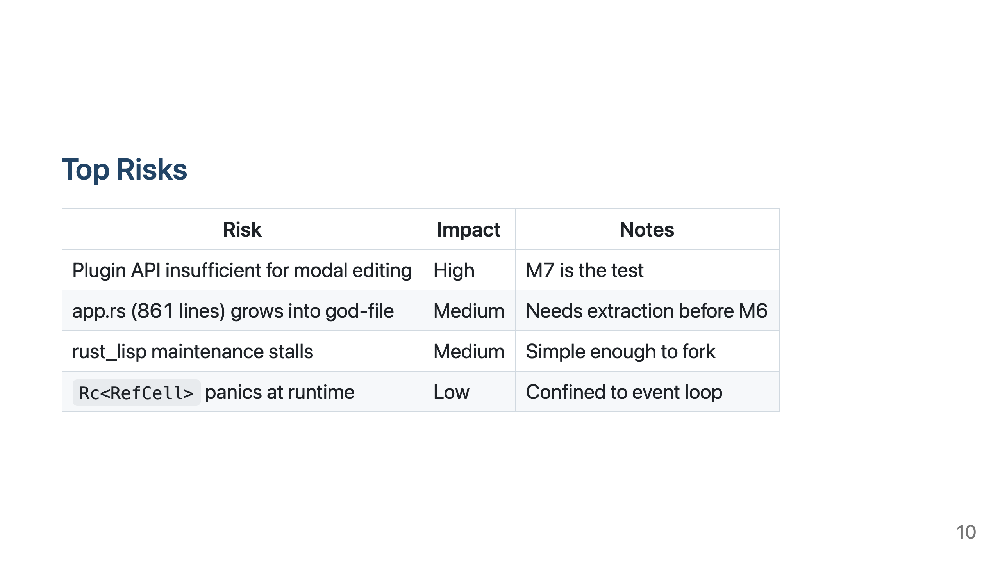 Top Risks
Risk Impact Notes
Plugin API insufficient for modal editing High M7 is the test
app.rs (861 lines) grows into god-file Medium Needs extraction before M6
rust_lisp maintenance stalls Medium Simple enough to fork
Rc<RefCell> panics at runtime Low Confined to event loop
10